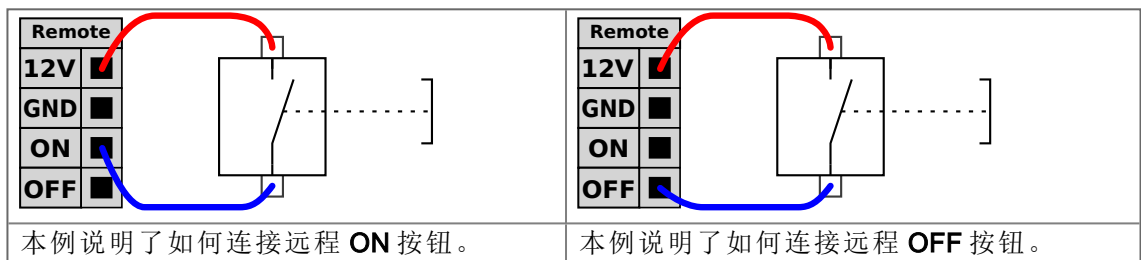 Remote
12V
GND
ON
OFF
本例说明了如何连接远程 ON 按钮。
Remote
12V
GND
ON
OFF
本例说明了如何连接远程 OFF 按钮。